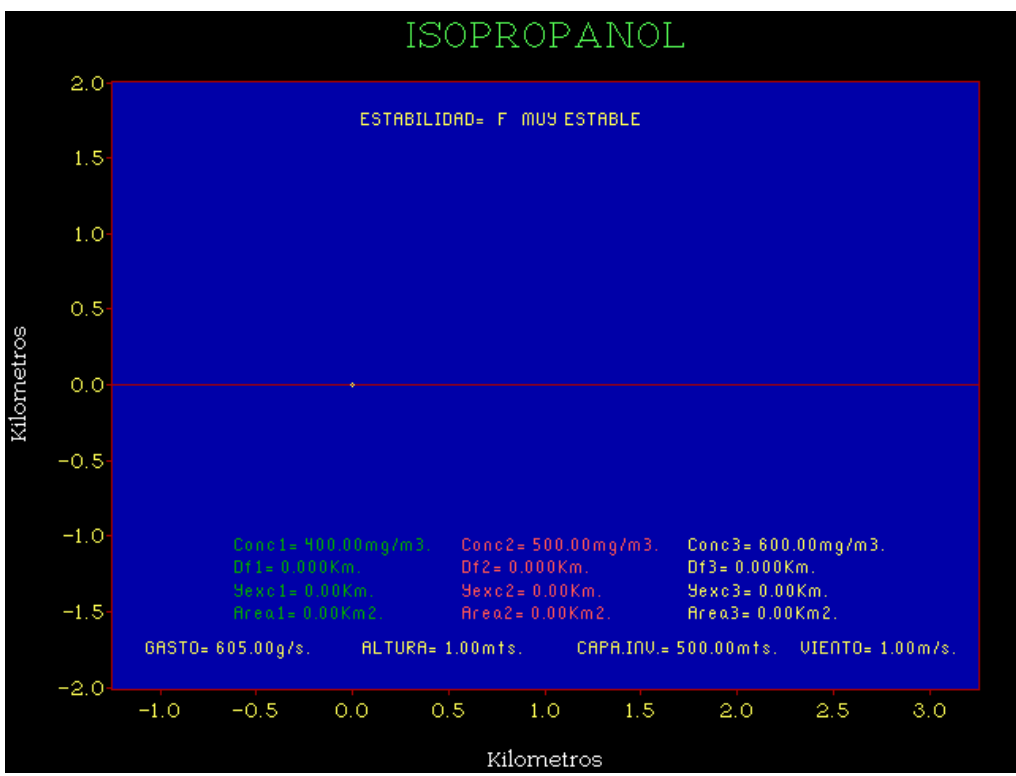 ISOPROPANOL
2.0
ESTABILIDAD= F MUY ESTABLE
1.5
1.0
0.5
Kilometros
0.0
-0.5
-1.0
Conc1= 400.00mg/m3. Conc2= 500.00mg/m3. Conc3= 600.00mg/m3.
Df1= 0.000Km. Df2= 0.000Km. Df3= 0.000Km.
Yexc1= 0.00Km. Yexc2= 0.00Km. Yexc3= 0.00Km.
-1.5
Area1= 0.00Km2. Area2= 0.00Km2. Area3= 0.00Km2.
GASTO= 605.00g/s. ALTURA= 1.00mts. CAPA.INV.= 500.00mts. VIENTO= 1.00m/s.
-2.0
-1.0 -0.5 0.0 0.5 1.0 1.5 2.0 2.5 3.0
Kilometros